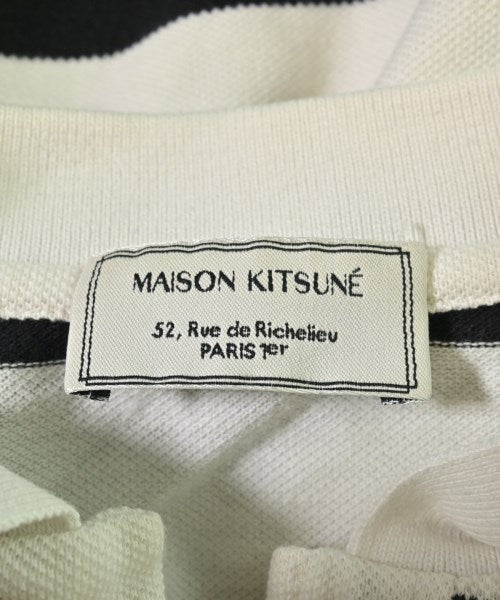 MAISON KITSUNÉ
52, Rue de Richelieu
PARIS 1er